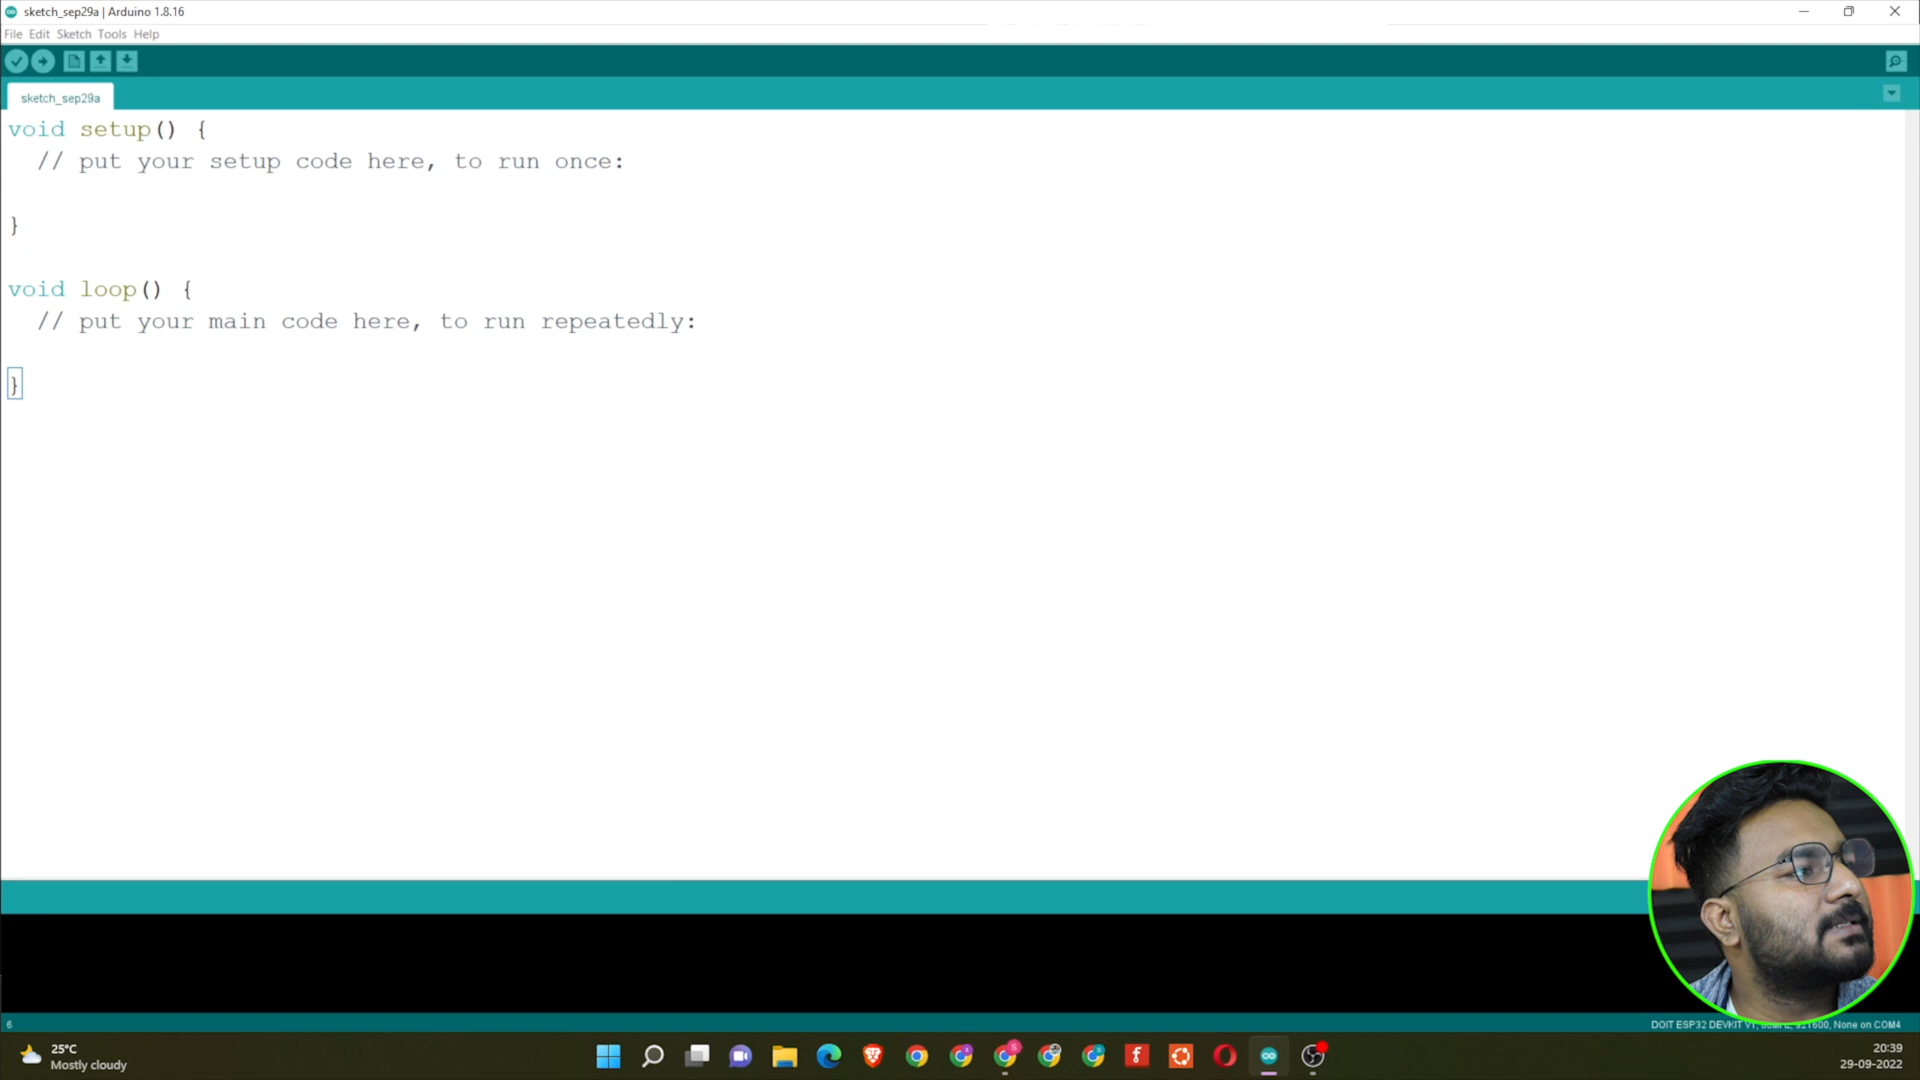 sketch_sep29a | Arduino 1.8.16
File Edit Sketch Tools Help
sketch_sep29a
void setup() {
  // put your setup code here, to run once:
}
void loop() {
  // put your main code here, to run repeatedly:
}
6
DOIT ESP32 DEVKIT V1, 921600, None on COM4
25°C
Mostly cloudy
20:39
29-09-2022